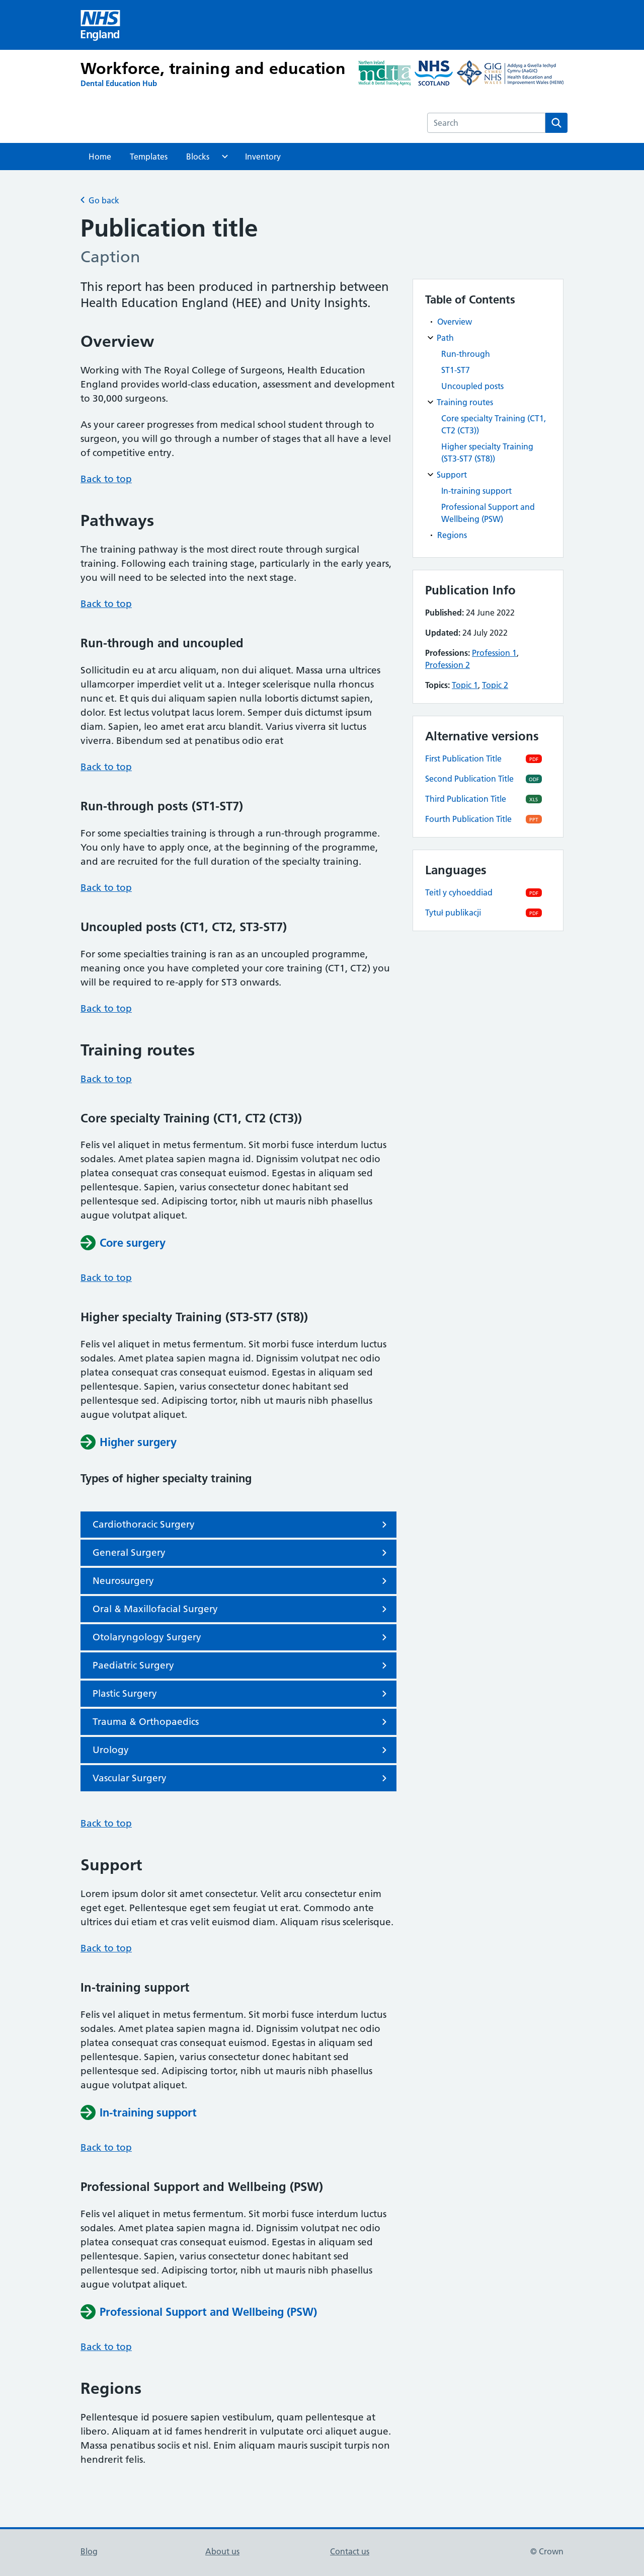 NHS
England
Workforce, training and education
Dental Education Hub
Northern Ireland
mdta
Medical & Dental Training Agency
NHS
SCOTLAND
GIG
CYMRU
NHS
WALES
Addysg a Gwella Iechyd
Cymru (AaGIC)
Health Education and
Improvement Wales (HEIW)
Search
Home
Templates
Blocks
Inventory
Go back
Publication title
Caption
This report has been produced in partnership between
Health Education England (HEE) and Unity Insights.
Overview
Working with The Royal College of Surgeons, Health Education
England provides world-class education, assessment and development
to 30,000 surgeons.
As your career progresses from medical school student through to
surgeon, you will go through a number of stages that all have a level
of competitive entry.
Back to top
Pathways
The training pathway is the most direct route through surgical
training. Following each training stage, particularly in the early years,
you will need to be selected into the next stage.
Back to top
Run-through and uncoupled
Sollicitudin eu at arcu aliquam, non dui aliquet. Massa urna ultrices
ullamcorper imperdiet velit ut a. Integer scelerisque nulla rhoncus
nunc et. Et quis dui aliquam sapien nulla lobortis dictumst sapien,
dolor. Est lectus volutpat lacus lorem. Semper duis dictumst ipsum
diam. Sapien, leo amet erat arcu blandit. Varius viverra sit luctus
viverra. Bibendum sed at penatibus odio erat
Back to top
Run-through posts (ST1-ST7)
For some specialties training is through a run-through programme.
You only have to apply once, at the beginning of the programme,
and are recruited for the full duration of the specialty training.
Back to top
Uncoupled posts (CT1, CT2, ST3-ST7)
For some specialties training is ran as an uncoupled programme,
meaning once you have completed your core training (CT1, CT2) you
will be required to re-apply for ST3 onwards.
Back to top
Training routes
Back to top
Core specialty Training (CT1, CT2 (CT3))
Felis vel aliquet in metus fermentum. Sit morbi fusce interdum luctus
sodales. Amet platea sapien magna id. Dignissim volutpat nec odio
platea consequat cras consequat euismod. Egestas in aliquam sed
pellentesque. Sapien, varius consectetur donec habitant sed
pellentesque sed. Adipiscing tortor, nibh ut mauris nibh phasellus
augue volutpat aliquet.
Core surgery
Back to top
Higher specialty Training (ST3-ST7 (ST8))
Felis vel aliquet in metus fermentum. Sit morbi fusce interdum luctus
sodales. Amet platea sapien magna id. Dignissim volutpat nec odio
platea consequat cras consequat euismod. Egestas in aliquam sed
pellentesque. Sapien, varius consectetur donec habitant sed
pellentesque sed. Adipiscing tortor, nibh ut mauris nibh phasellus
augue volutpat aliquet.
Higher surgery
Types of higher specialty training
Cardiothoracic Surgery
General Surgery
Neurosurgery
Oral & Maxillofacial Surgery
Otolaryngology Surgery
Paediatric Surgery
Plastic Surgery
Trauma & Orthopaedics
Urology
Vascular Surgery
Back to top
Support
Lorem ipsum dolor sit amet consectetur. Velit arcu consectetur enim
eget eget. Pellentesque eget sem feugiat ut erat. Commodo ante
ultrices dui etiam et cras velit euismod diam. Aliquam risus scelerisque.
Back to top
In-training support
Felis vel aliquet in metus fermentum. Sit morbi fusce interdum luctus
sodales. Amet platea sapien magna id. Dignissim volutpat nec odio
platea consequat cras consequat euismod. Egestas in aliquam sed
pellentesque. Sapien, varius consectetur donec habitant sed
pellentesque sed. Adipiscing tortor, nibh ut mauris nibh phasellus
augue volutpat aliquet.
In-training support
Back to top
Professional Support and Wellbeing (PSW)
Felis vel aliquet in metus fermentum. Sit morbi fusce interdum luctus
sodales. Amet platea sapien magna id. Dignissim volutpat nec odio
platea consequat cras consequat euismod. Egestas in aliquam sed
pellentesque. Sapien, varius consectetur donec habitant sed
pellentesque sed. Adipiscing tortor, nibh ut mauris nibh phasellus
augue volutpat aliquet.
Professional Support and Wellbeing (PSW)
Back to top
Regions
Pellentesque id posuere sapien vestibulum, quam pellentesque at
libero. Aliquam at id fames hendrerit in vulputate orci aliquet augue.
Massa penatibus sociis et nisl. Enim aliquam mauris suscipit turpis non
hendrerit felis.
Table of Contents
Overview
Path
Run-through
ST1-ST7
Uncoupled posts
Training routes
Core specialty Training (CT1,
CT2 (CT3))
Higher specialty Training
(ST3-ST7 (ST8))
Support
In-training support
Professional Support and
Wellbeing (PSW)
Regions
Publication Info
Published: 24 June 2022
Updated: 24 July 2022
Professions: Profession 1,
Profession 2
Topics: Topic 1, Topic 2
Alternative versions
First Publication Title PDF
Second Publication Title ODF
Third Publication Title XLS
Fourth Publication Title PPT
Languages
Teitl y cyhoeddiad PDF
Tytuł publikacji PDF
Blog
About us
Contact us
© Crown